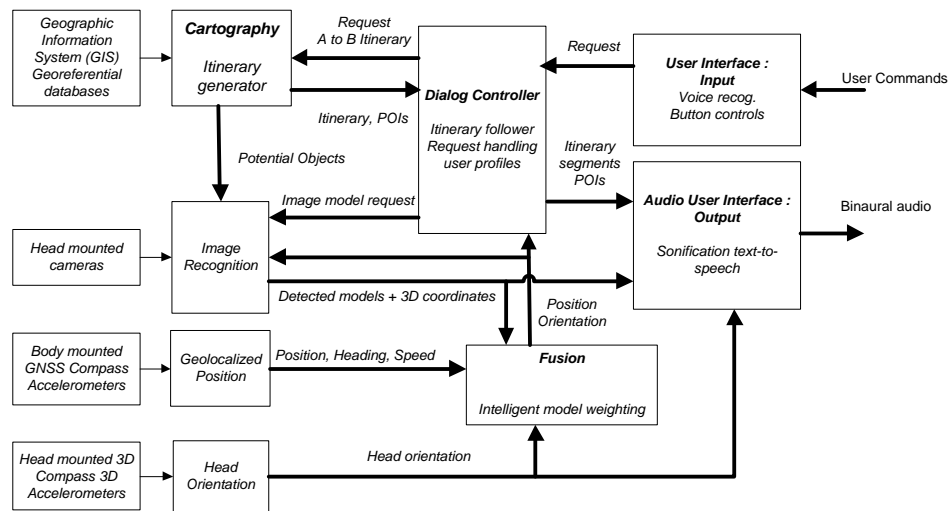 Geographic
Information
System (GIS)
Georeferential
databases
Cartography
Itinerary
generator
Request
A to B Itinerary
Itinerary, POIs
Dialog Controller
Itinerary follower
Request handling
user profiles
Request
User Interface :
Input
Voice recog.
Button controls
User Commands
Potential Objects
Itinerary
segments
POIs
Image model request
Audio User Interface :
Output
Sonification text-to-
speech
Binaural audio
Head mounted
cameras
Image
Recognition
Detected models + 3D coordinates
Position
Orientation
Body mounted
GNSS Compass
Accelerometers
Geolocalized
Position
Position, Heading, Speed
Fusion
Intelligent model weighting
Head mounted 3D
Compass 3D
Accelerometers
Head
Orientation
Head orientation